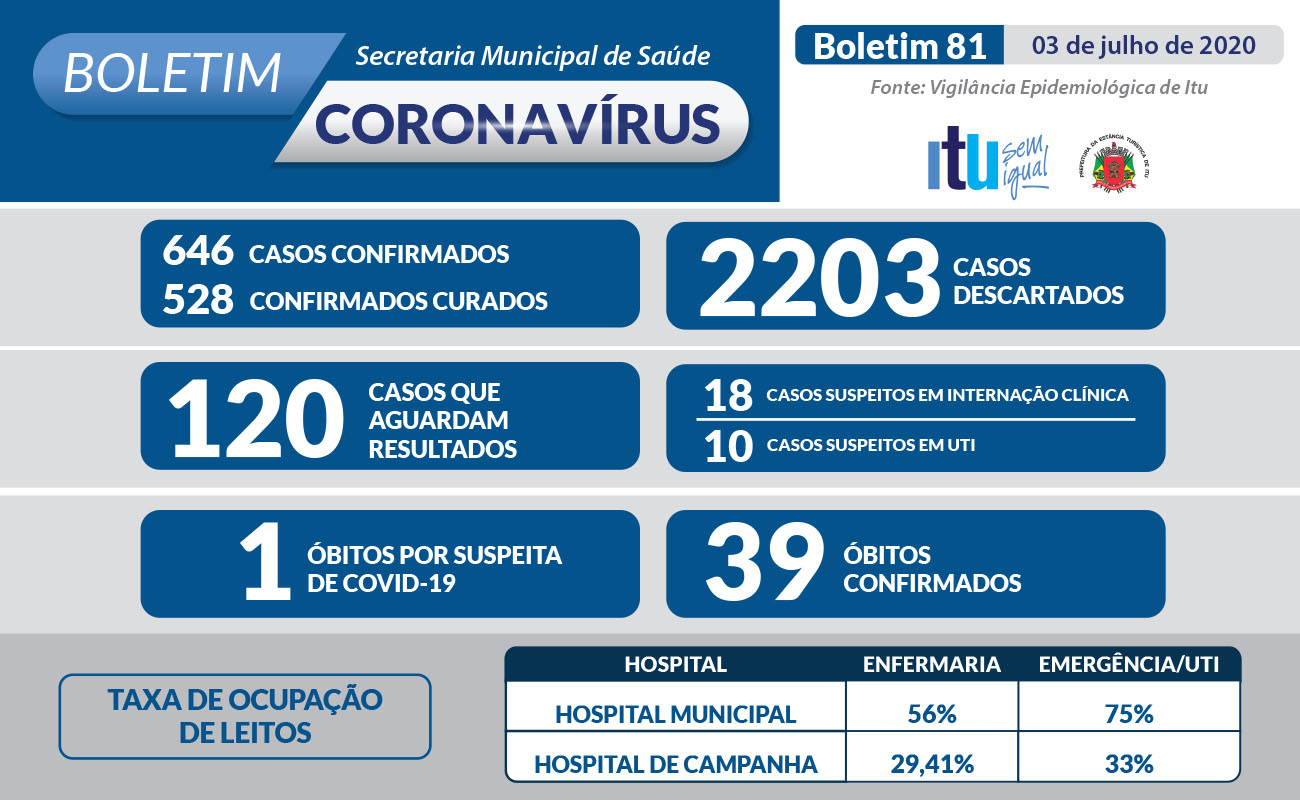 BOLETIM
Secretaria Municipal de Saúde
CORONAVÍRUS
Boletim 81
03 de julho de 2020
Fonte: Vigilância Epidemiológica de Itu
itu sem igual
PREFEITURA DA ESTÂNCIA TURÍSTICA DE ITU
646 CASOS CONFIRMADOS
528 CONFIRMADOS CURADOS
2203 CASOS
DESCARTADOS
120 CASOS QUE
AGUARDAM
RESULTADOS
18 CASOS SUSPEITOS EM INTERNAÇÃO CLÍNICA
10 CASOS SUSPEITOS EM UTI
1 ÓBITOS POR SUSPEITA
DE COVID-19
39 ÓBITOS
CONFIRMADOS
TAXA DE OCUPAÇÃO
DE LEITOS
HOSPITAL ENFERMARIA EMERGÊNCIA/UTI
HOSPITAL MUNICIPAL 56% 75%
HOSPITAL DE CAMPANHA 29,41% 33%